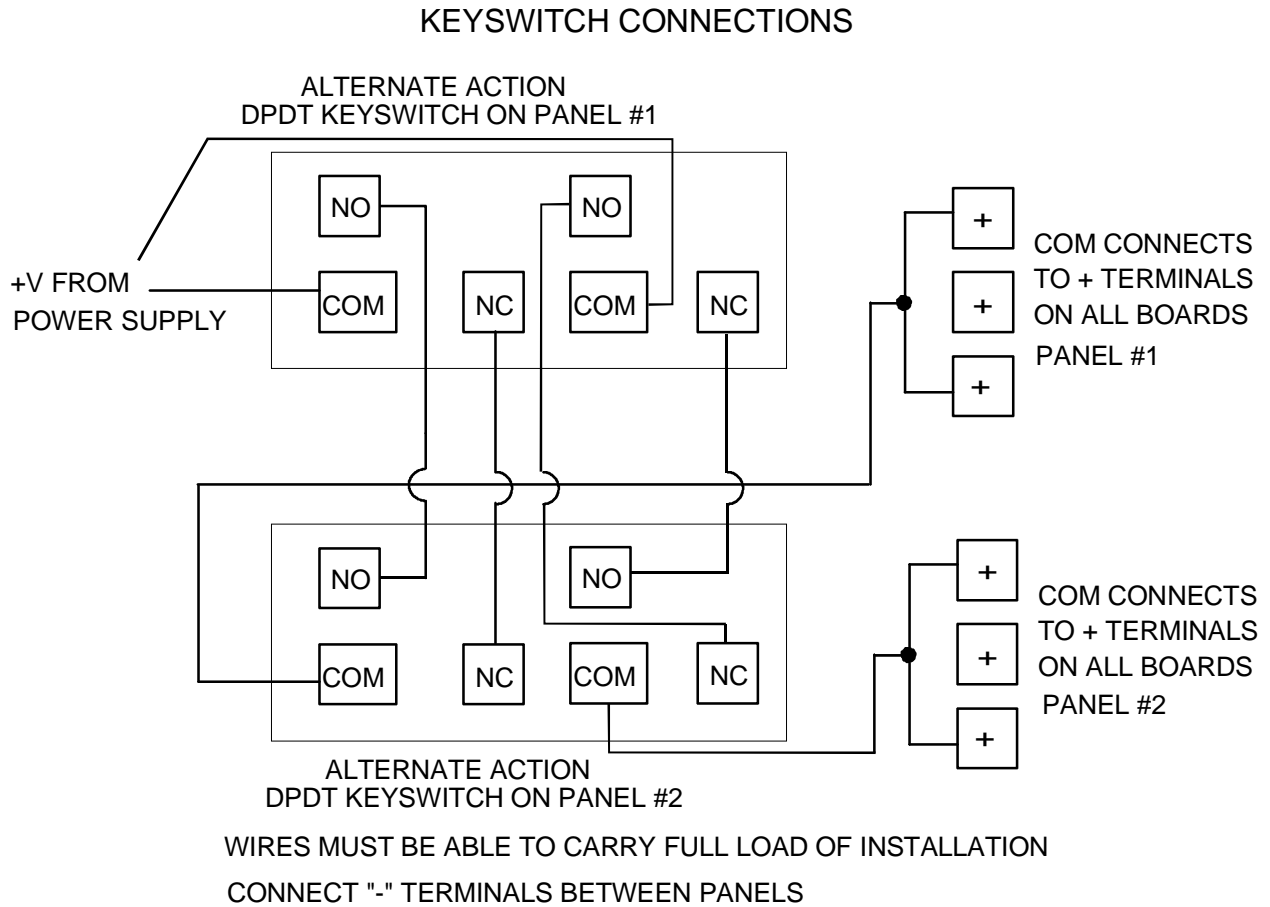 KEYSWITCH CONNECTIONS
ALTERNATE ACTION
DPDT KEYSWITCH ON PANEL #1
NO
NO
+V FROM
POWER SUPPLY
COM
NC
COM
NC
+
+
+
COM CONNECTS
TO + TERMINALS
ON ALL BOARDS
PANEL #1
NO
NO
COM
NC
COM
NC
+
+
+
COM CONNECTS
TO + TERMINALS
ON ALL BOARDS
PANEL #2
ALTERNATE ACTION
DPDT KEYSWITCH ON PANEL #2
WIRES MUST BE ABLE TO CARRY FULL LOAD OF INSTALLATION
CONNECT "-" TERMINALS BETWEEN PANELS